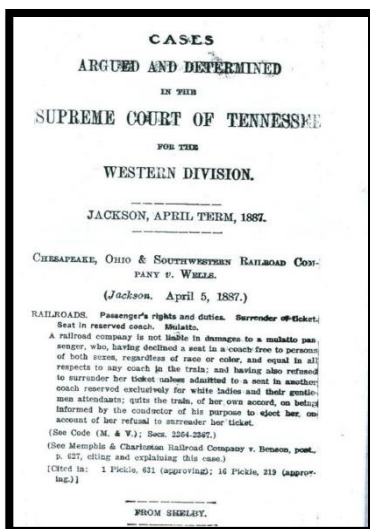 CASES
ARGUED AND DETERMINED
IN THE
SUPREME COURT OF TENNESSEE
FOR THE
WESTERN DIVISION.
JACKSON, APRIL TERM, 1887.
CHESAPEAKE, OHIO & SOUTHWESTERN RAILROAD COM-
PANY v. WELLS.
(Jackson. April 5, 1887.)
RAILROADS. Passenger's rights and duties. Surrender of ticket.
Seat in reserved coach. Mulatto.
A railroad company is not liable in damages to a mulatto pas
senger, who, having declined a seat in a coach free to persons
of both sexes, regardless of race or color, and equal in all
respects to any coach in the train; and having also refused
to surrender her ticket unless admitted to a seat in another
coach reserved exclusively for white ladies and their gentle-
men attendants; quits the train, of her own accord, on being
informed by the conductor of his purpose to eject her, on
account of her refusal to surrender her ticket.
(See Code (M. & V.); Secs. 2364-2367.)
(See Memphis & Charleston Railroad Company v. Benson, post.,
p. 627, citing and explaining this case.)
[Cited in: 1 Pickle, 631 (approving); 16 Pickle, 219 (approv-
ing.)]
FROM SHELBY.